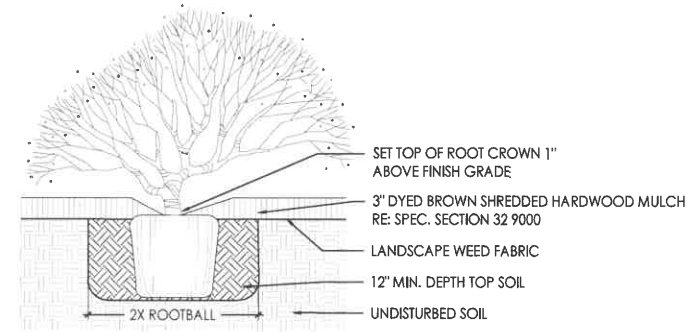 SET TOP OF ROOT CROWN 1"
ABOVE FINISH GRADE
3" DYED BROWN SHREDDED HARDWOOD MULCH
RE: SPEC. SECTION 32 9000
LANDSCAPE WEED FABRIC
12" MIN. DEPTH TOP SOIL
2X ROOTBALL
UNDISTURBED SOIL